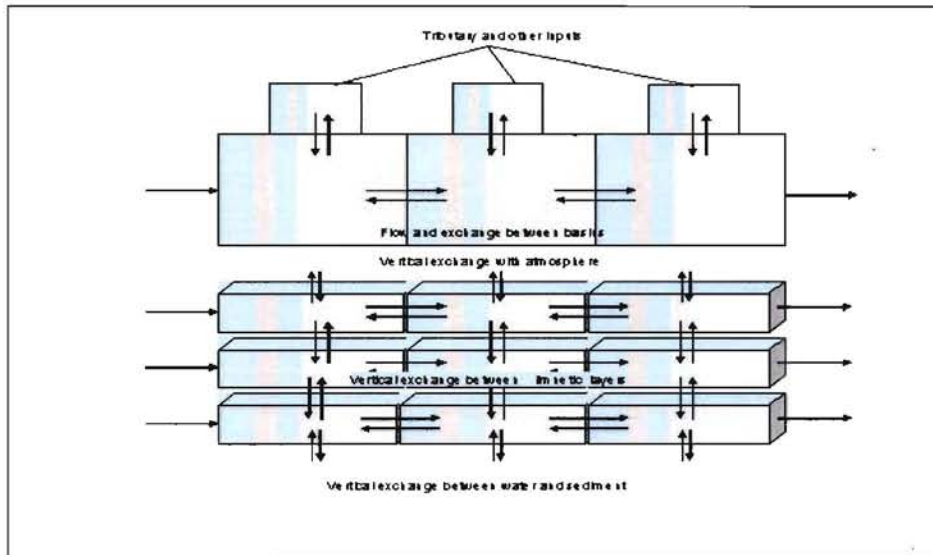 Tributary and other inputs
Flow and exchange between basins
Vertical exchange with atmosphere
Vertical exchange between limnetic layers
Vertical exchange between water and sediment